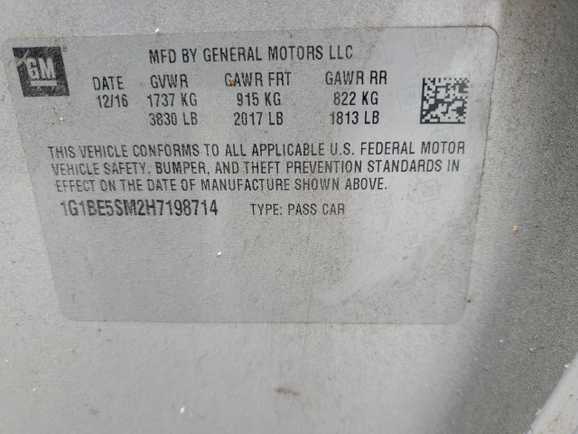 GM
MFD BY GENERAL MOTORS LLC
DATE GVWR GAWR FRT GAWR RR
12/16 1737 KG 915 KG 822 KG
3830 LB 2017 LB 1813 LB
THIS VEHICLE CONFORMS TO ALL APPLICABLE U.S. FEDERAL MOTOR
VEHICLE SAFETY, BUMPER, AND THEFT PREVENTION STANDARDS IN
EFFECT ON THE DATE OF MANUFACTURE SHOWN ABOVE.
1G1BE5SM2H7198714 TYPE: PASS CAR